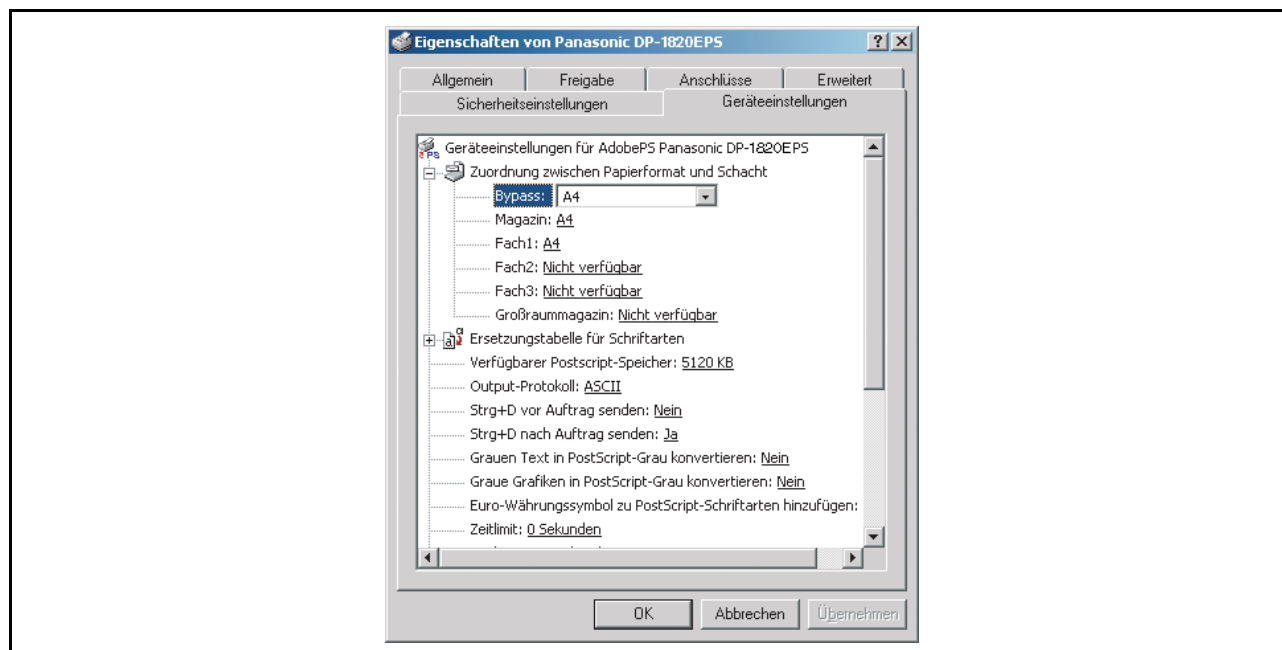 Eigenschaften von Panasonic DP-1820EPS
Allgemein Freigabe Anschlüsse Erweitert
Sicherheitseinstellungen Geräteeinstellungen
Geräteeinstellungen für AdobePS Panasonic DP-1820EPS
Zuordnung zwischen Papierformat und Schacht
Bypass: A4
Magazin: A4
Fach1: A4
Fach2: Nicht verfügbar
Fach3: Nicht verfügbar
Großraummagazin: Nicht verfügbar
Ersetzungstabelle für Schriftarten
Verfügbarer Postscript-Speicher: 5120 KB
Output-Protokoll: ASCII
Strg+D vor Auftrag senden: Nein
Strg+D nach Auftrag senden: Ja
Grauen Text in PostScript-Grau konvertieren: Nein
Graue Grafiken in PostScript-Grau konvertieren: Nein
Euro-Währungssymbol zu PostScript-Schriftarten hinzufügen:
Zeitlimit: 0 Sekunden
OK Abbrechen Übernehmen